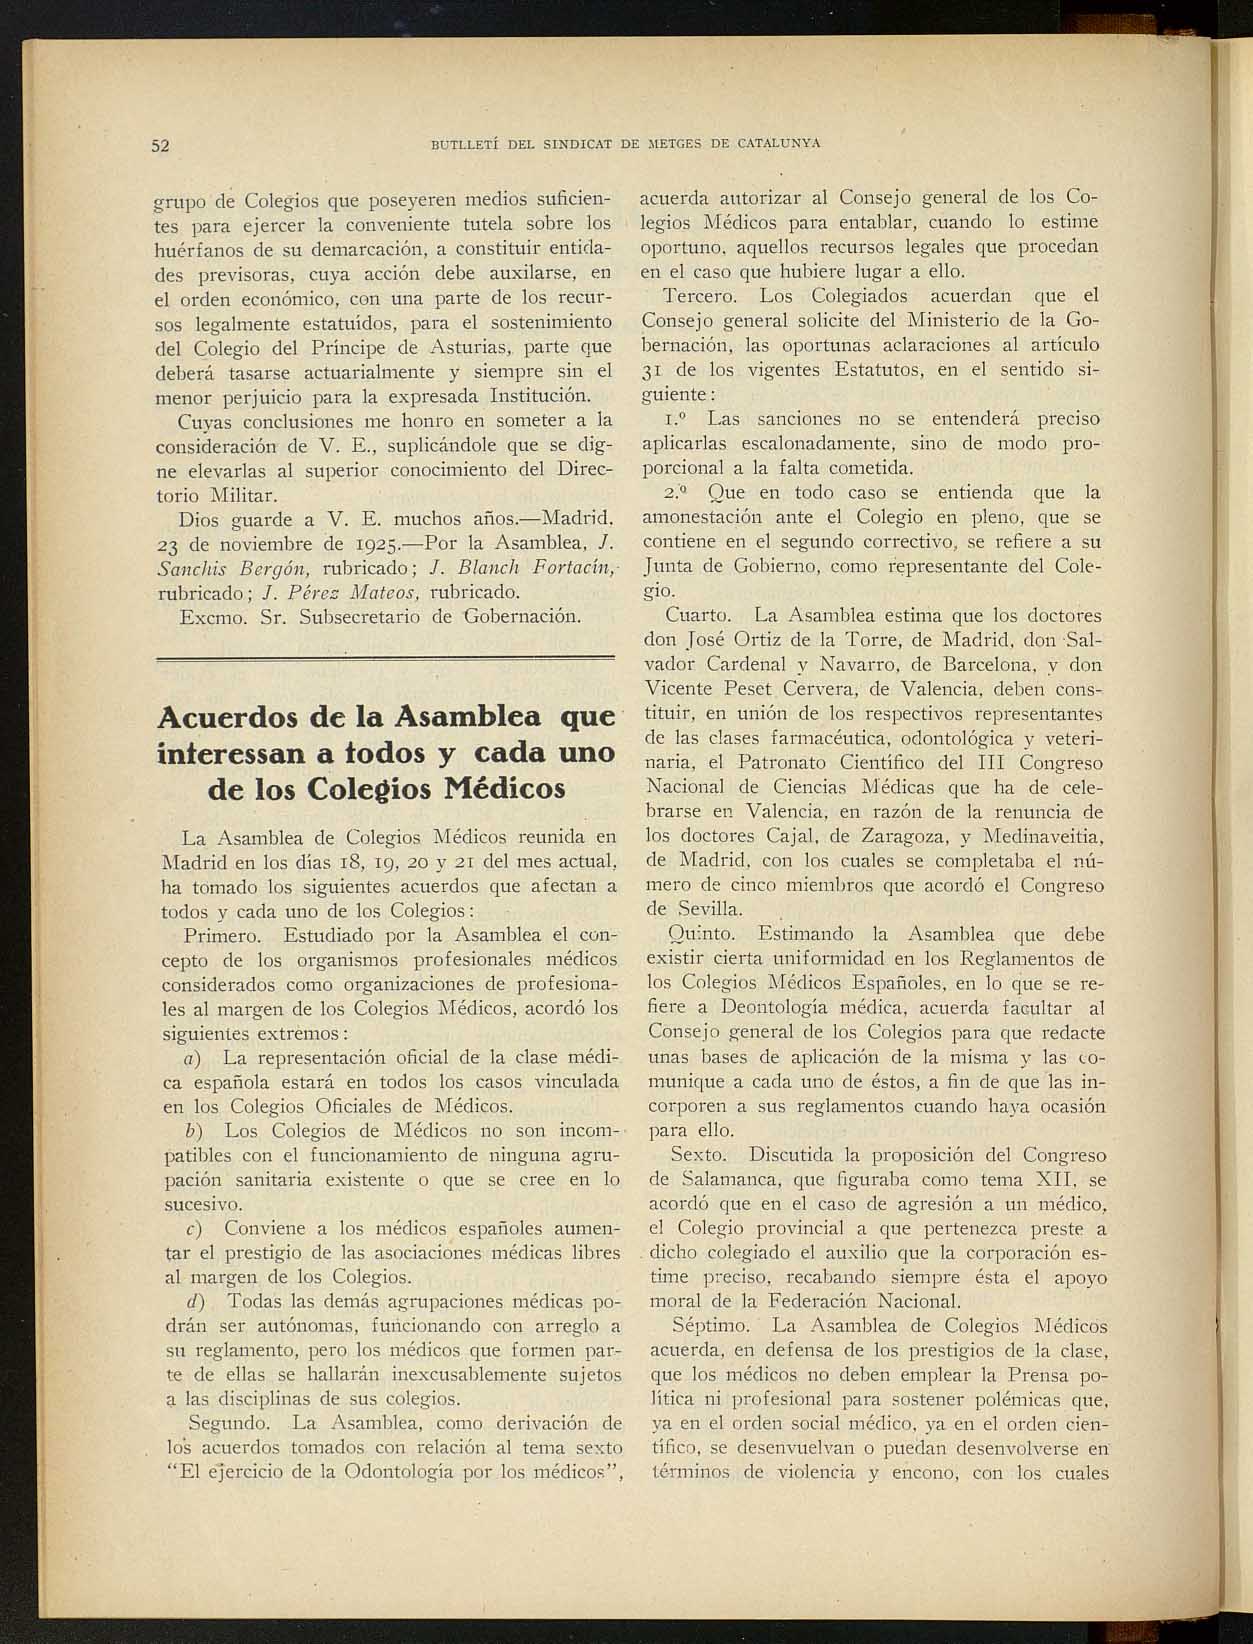 52
BUTLLETÍ DEL SINDICAT DE METGES DE CATALUNYA
grupo de Colegios que poseyeren medios suficien-
tes para ejercer la conveniente tutela sobre los
huérfanos de su demarcación, a constituir entida-
des previsoras, cuya acción debe auxilarse, en
el orden económico, con una parte de los recur-
sos legalmente estatuídos, para el sostenimiento
del Colegio del Príncipe de Asturias, parte que
deberá tasarse actuarialmente y siempre sin el
menor perjuicio para la expresada Institución.
Cuyas conclusiones me honro en someter a la
consideración de V. E., suplicándole que se dig-
ne elevarlas al superior conocimiento del Direc-
torio Militar.
Dios guarde a V. E. muchos años.—Madrid,
23 de noviembre de 1925.—Por la Asamblea, J.
Sanchis Bergón, rubricado; J. Blanch Fortacín,
rubricado; J. Pérez Mateos, rubricado.
Excmo. Sr. Subsecretario de Gobernación.
Acuerdos de la Asamblea que
interessan a todos y cada uno
de los Colegios Médicos
La Asamblea de Colegios Médicos reunida en
Madrid en los días 18, 19, 20 y 21 del mes actual,
ha tomado los siguientes acuerdos que afectan a
todos y cada uno de los Colegios:
Primero. Estudiado por la Asamblea el con-
cepto de los organismos profesionales médicos
considerados como organizaciones de profesiona-
les al margen de los Colegios Médicos, acordó los
siguientes extremos:
a) La representación oficial de la clase médi-
ca española estará en todos los casos vinculada
en los Colegios Oficiales de Médicos.
b) Los Colegios de Médicos no son incom-
patibles con el funcionamiento de ninguna agru-
pación sanitaria existente o que se cree en lo
sucesivo.
c) Conviene a los médicos españoles aumen-
tar el prestigio de las asociaciones médicas libres
al margen de los Colegios.
d) Todas las demás agrupaciones médicas po-
drán ser autónomas, funcionando con arreglo a
su reglamento, pero los médicos que formen par-
te de ellas se hallarán inexcusablemente sujetos
a las disciplinas de sus colegios.
Segundo. La Asamblea, como derivación de
los acuerdos tomados con relación al tema sexto
“El ejercicio de la Odontología por los médicos”,
acuerda autorizar al Consejo general de los Co-
legios Médicos para entablar, cuando lo estime
oportuno, aquellos recursos legales que procedan
en el caso que hubiere lugar a ello.
Tercero. Los Colegiados acuerdan que el
Consejo general solicite del Ministerio de la Go-
bernación, las oportunas aclaraciones al artículo
31 de los vigentes Estatutos, en el sentido si-
guiente:
1.º Las sanciones no se entenderá preciso
aplicarlas escalonadamente, sino de modo pro-
porcional a la falta cometida.
2.º Que en todo caso se entienda que la
amonestación ante el Colegio en pleno, que se
contiene en el segundo correctivo, se refiere a su
Junta de Gobierno, como representante del Cole-
gio.
Cuarto. La Asamblea estima que los doctores
don José Ortiz de la Torre, de Madrid, don Sal-
vador Cardenal y Navarro, de Barcelona, y don
Vicente Peset Cervera, de Valencia, deben cons-
tituir, en unión de los respectivos representantes
de las clases farmacéutica, odontológica y veteri-
naria, el Patronato Científico del III Congreso
Nacional de Ciencias Médicas que ha de cele-
brarse en Valencia, en razón de la renuncia de
los doctores Cajal, de Zaragoza, y Medinaveitia,
de Madrid, con los cuales se completaba el nú-
mero de cinco miembros que acordó el Congreso
de Sevilla.
Quinto. Estimando la Asamblea que debe
existir cierta uniformidad en los Reglamentos de
los Colegios Médicos Españoles, en lo que se re-
fiere a Deontología médica, acuerda facultar al
Consejo general de los Colegios para que redacte
unas bases de aplicación de la misma y las co-
munique a cada uno de éstos, a fin de que las in-
corporen a sus reglamentos cuando haya ocasión
para ello.
Sexto. Discutida la proposición del Congreso
de Salamanca, que figuraba como tema XII, se
acordó que en el caso de agresión a un médico,
el Colegio provincial a que pertenezca preste a
dicho colegiado el auxilio que la corporación es-
time preciso, recabando siempre ésta el apoyo
moral de la Federación Nacional.
Séptimo. La Asamblea de Colegios Médicos
acuerda, en defensa de los prestigios de la clase,
que los médicos no deben emplear la Prensa po-
lítica ni profesional para sostener polémicas que,
ya en el orden social médico, ya en el orden cien-
tífico, se desenvuelvan o puedan desenvolverse en
términos de violencia y encono, con los cuales